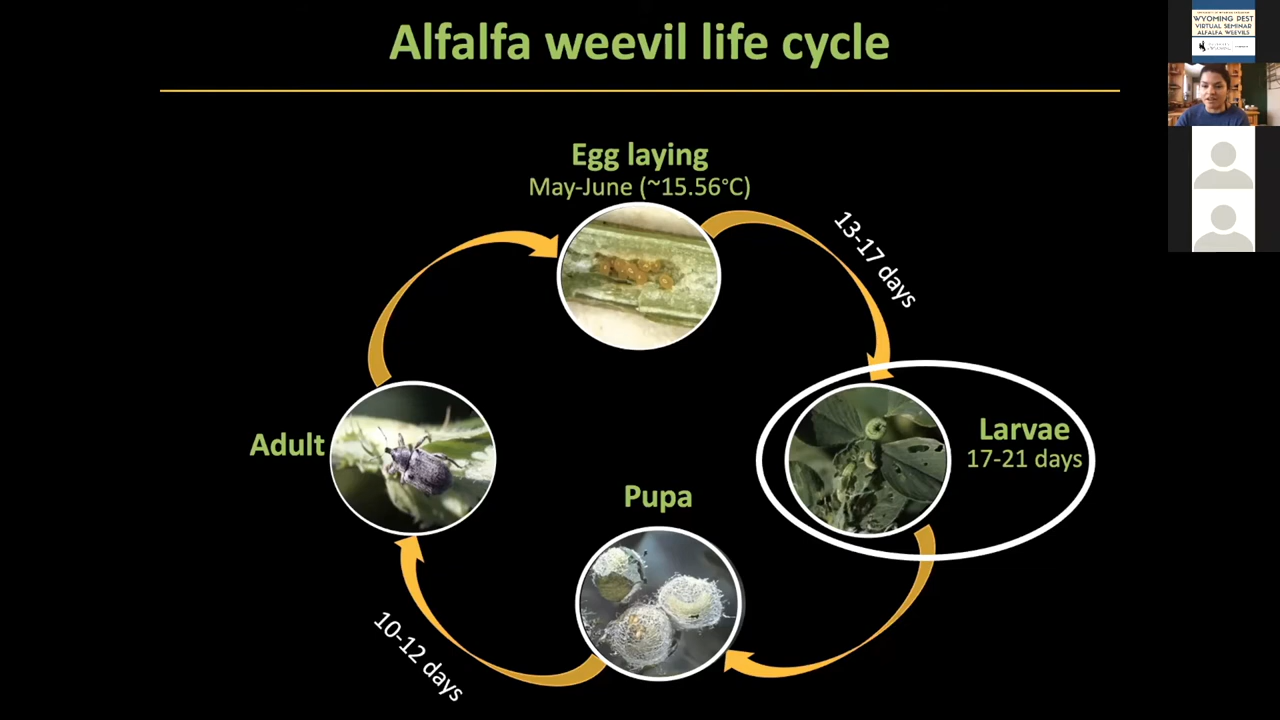 Alfalfa weevil life cycle
WYOMING PEST
VIRTUAL SEMINAR
ALFALFA WEEVILS
Egg laying
May-June (~15.56°C)
13-17 days
Larvae
17-21 days
Adult
Pupa
10-12 days